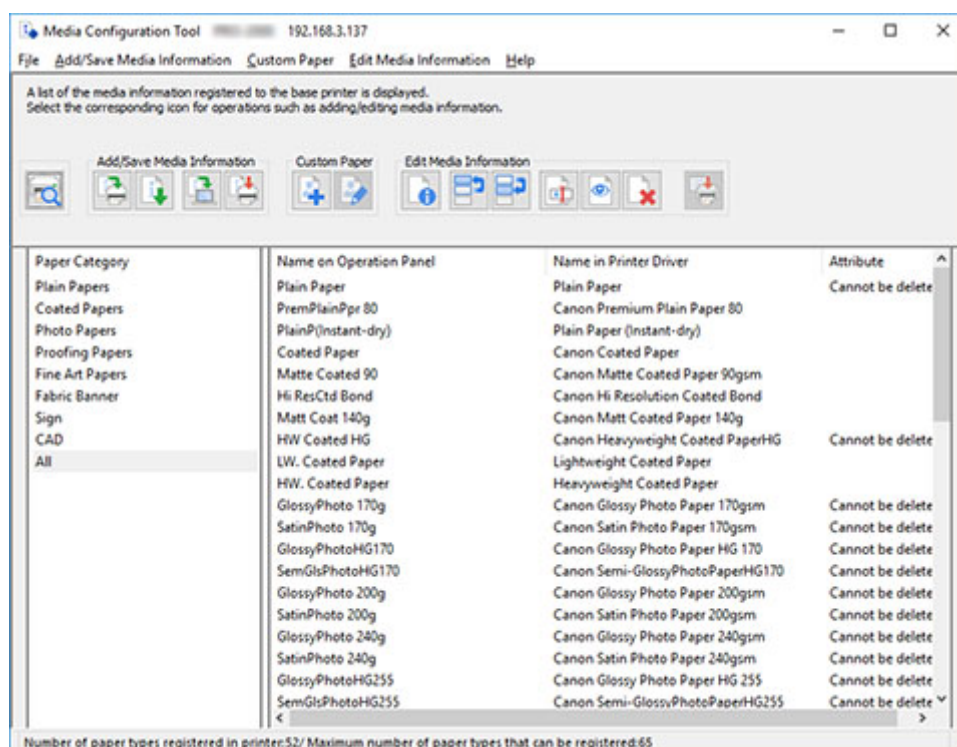 Media Configuration Tool 192.168.3.137
File Add/Save Media Information Custom Paper Edit Media Information Help
A list of the media information registered to the base printer is displayed.
Select the corresponding icon for operations such as adding/editing media information.
Add/Save Media Information Custom Paper Edit Media Information
Paper Category Name on Operation Panel Name in Printer Driver Attribute
Plain Papers Plain Paper Plain Paper Cannot be delete
Coated Papers PremPlainPpr 80 Canon Premium Plain Paper 80
Photo Papers PlainP(Instant-dry) Plain Paper (Instant-dry)
Proofing Papers Coated Paper Canon Coated Paper
Fine Art Papers Matte Coated 90 Canon Matte Coated Paper 90gsm
Fabric Banner Hi ResCtd Bond Canon Hi Resolution Coated Bond
Sign Matt Coat 140g Canon Matt Coated Paper 140g
CAD HW Coated HG Canon Heavyweight Coated PaperHG Cannot be delete
All LW. Coated Paper Lightweight Coated Paper
HW. Coated Paper Heavyweight Coated Paper
GlossyPhoto 170g Canon Glossy Photo Paper 170gsm Cannot be delete
SatinPhoto 170g Canon Satin Photo Paper 170gsm Cannot be delete
GlossyPhotoHG170 Canon Glossy Photo Paper HG 170 Cannot be delete
SemGlsPhotoHG170 Canon Semi-GlossyPhotoPaperHG170 Cannot be delete
GlossyPhoto 200g Canon Glossy Photo Paper 200gsm Cannot be delete
SatinPhoto 200g Canon Satin Photo Paper 200gsm Cannot be delete
GlossyPhoto 240g Canon Glossy Photo Paper 240gsm Cannot be delete
SatinPhoto 240g Canon Satin Photo Paper 240gsm Cannot be delete
GlossyPhotoHG255 Canon Glossy Photo Paper HG 255 Cannot be delete
SemGlsPhotoHG255 Canon Semi-GlossyPhotoPaperHG255 Cannot be delete
Number of paper types registered in printer:52/ Maximum number of paper types that can be registered:65